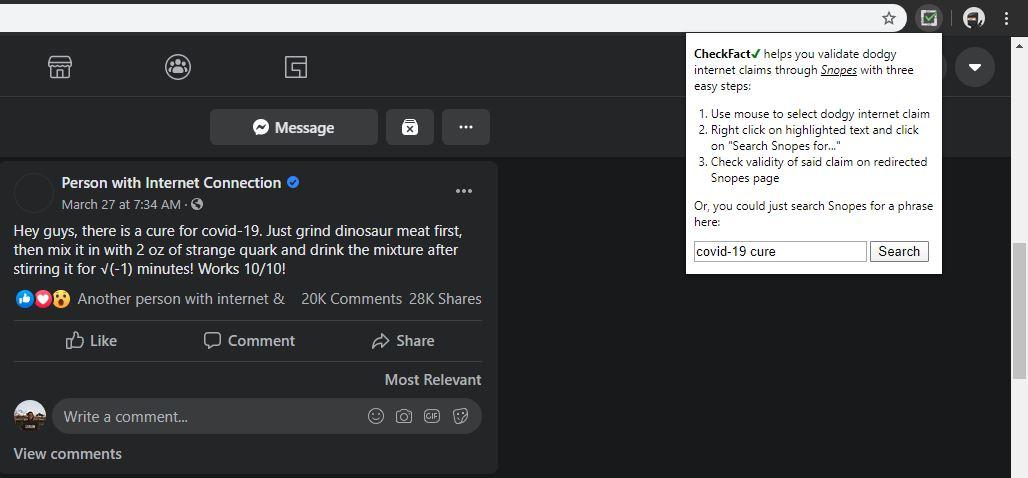 CheckFact✔ helps you validate dodgy
internet claims through Snopes with three
easy steps:
1. Use mouse to select dodgy internet claim
2. Right click on highlighted text and click
on "Search Snopes for..."
3. Check validity of said claim on redirected
Snopes page
Or, you could just search Snopes for a phrase
here:
covid-19 cure Search
Message
Person with Internet Connection
March 27 at 7:34 AM ·
Hey guys, there is a cure for covid-19. Just grind dinosaur meat first,
then mix it in with 2 oz of strange quark and drink the mixture after
stirring it for √(-1) minutes! Works 10/10!
Another person with internet & 20K Comments 28K Shares
Like Comment Share
Most Relevant
Write a comment... GIF
View comments